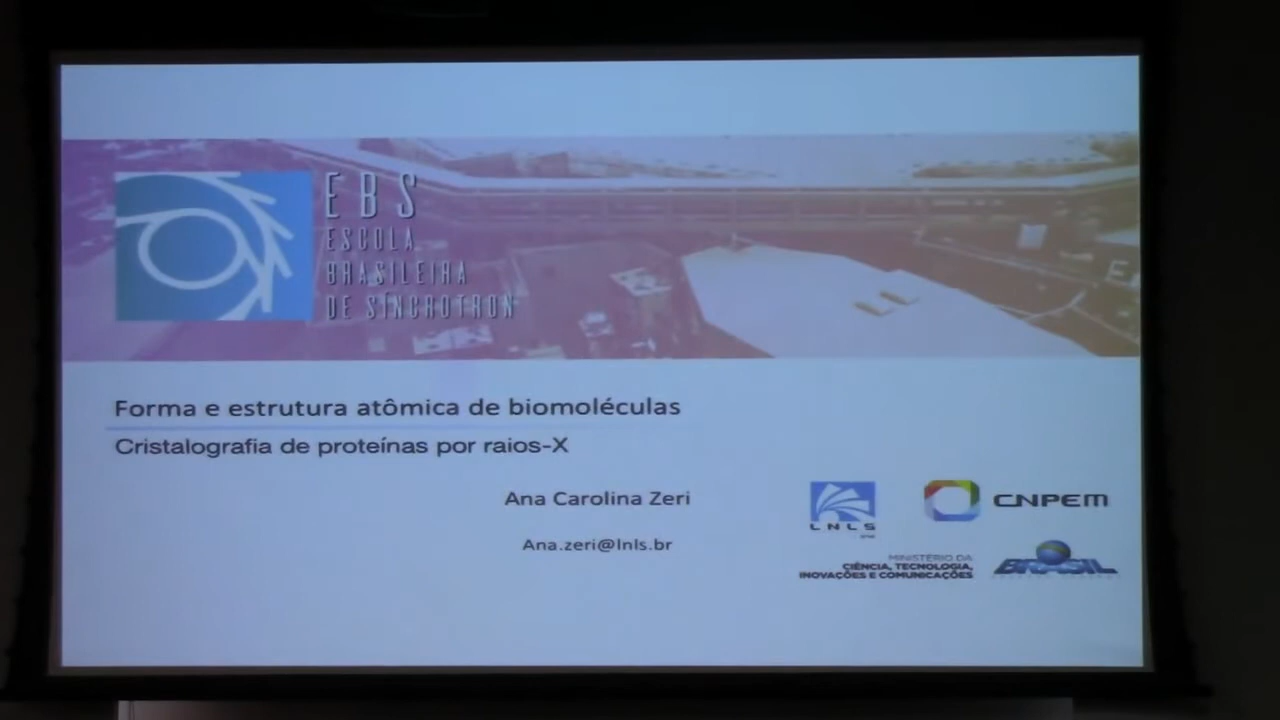 EBS
ESCOLA
BRASILEIRA
DE SÍNCROTRON
Forma e estrutura atômica de biomoléculas
Cristalografia de proteínas por raios-X
Ana Carolina Zeri
Ana.zeri@lnls.br
LNLS
CNPEM
MINISTÉRIO DA
CIÊNCIA, TECNOLOGIA,
INOVAÇÕES E COMUNICAÇÕES
BRASIL